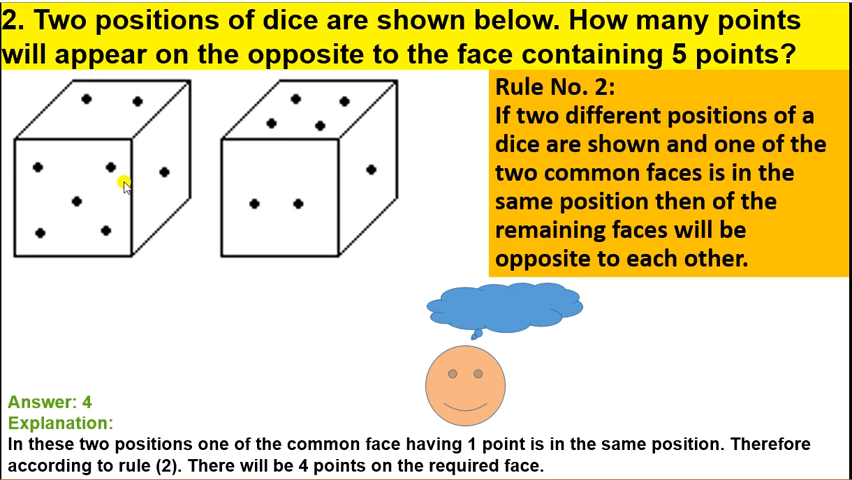 2. Two positions of dice are shown below. How many points
will appear on the opposite to the face containing 5 points?
Rule No. 2:
If two different positions of a
dice are shown and one of the
two common faces is in the
same position then of the
remaining faces will be
opposite to each other.
Answer: 4
Explanation:
In these two positions one of the common face having 1 point is in the same position. Therefore
according to rule (2). There will be 4 points on the required face.